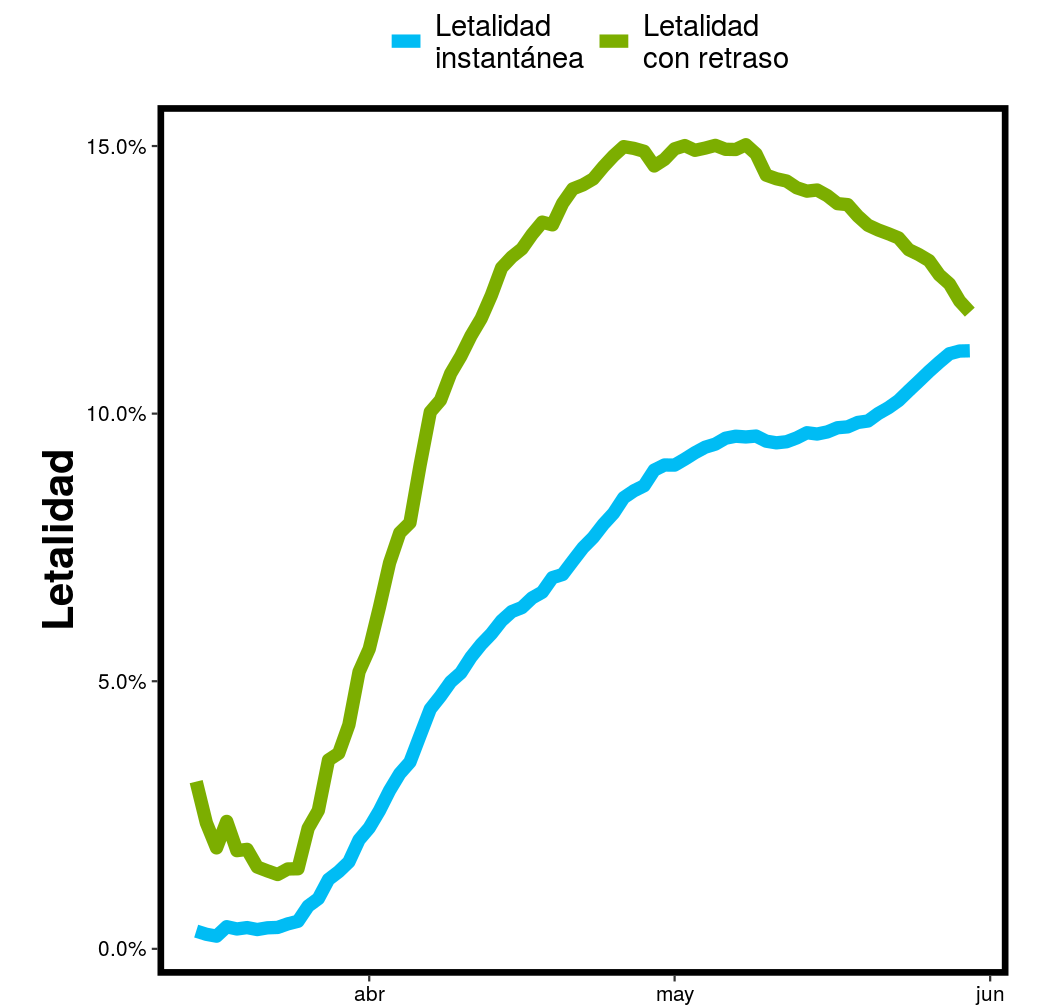 Letalidad
instantánea
Letalidad
con retraso
Letalidad
15.0%
10.0%
5.0%
0.0%
abr
may
jun